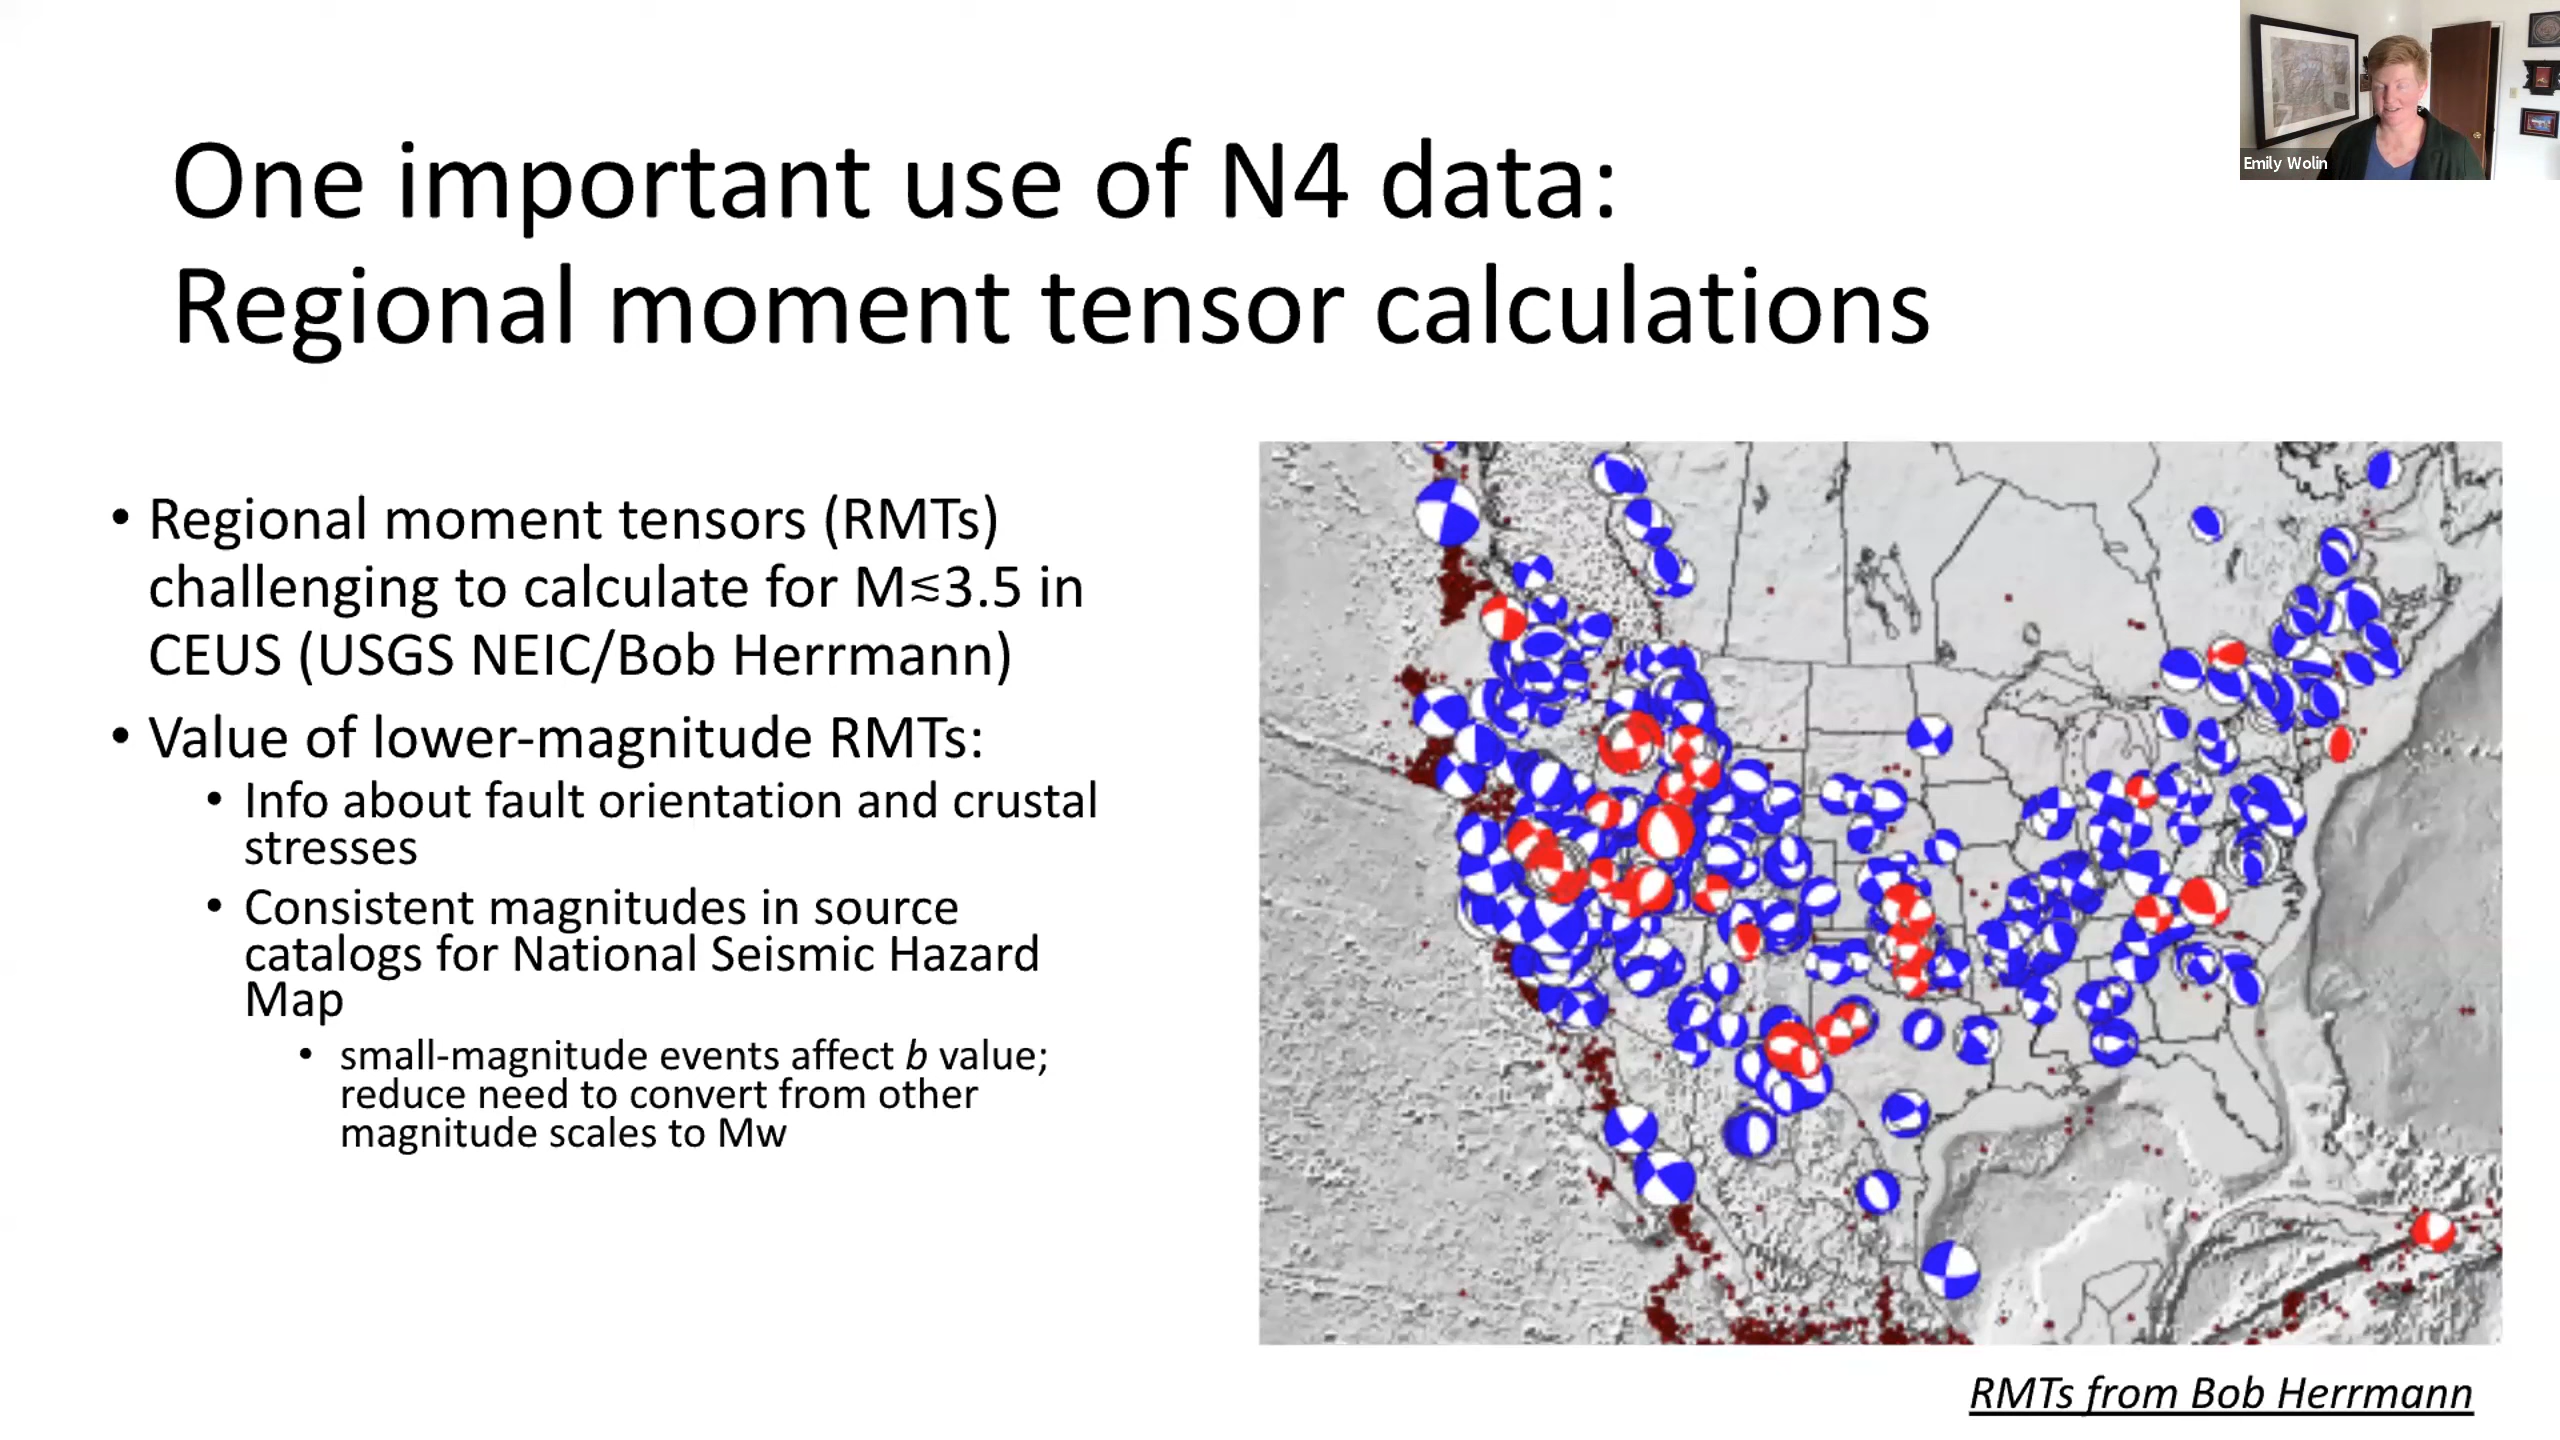 Emily Wolin
One important use of N4 data:
Regional moment tensor calculations
• Regional moment tensors (RMTs)
challenging to calculate for M≲3.5 in
CEUS (USGS NEIC/Bob Herrmann)
• Value of lower-magnitude RMTs:
• Info about fault orientation and crustal
stresses
• Consistent magnitudes in source
catalogs for National Seismic Hazard
Map
• small-magnitude events affect b value;
reduce need to convert from other
magnitude scales to Mw
RMTs from Bob Herrmann